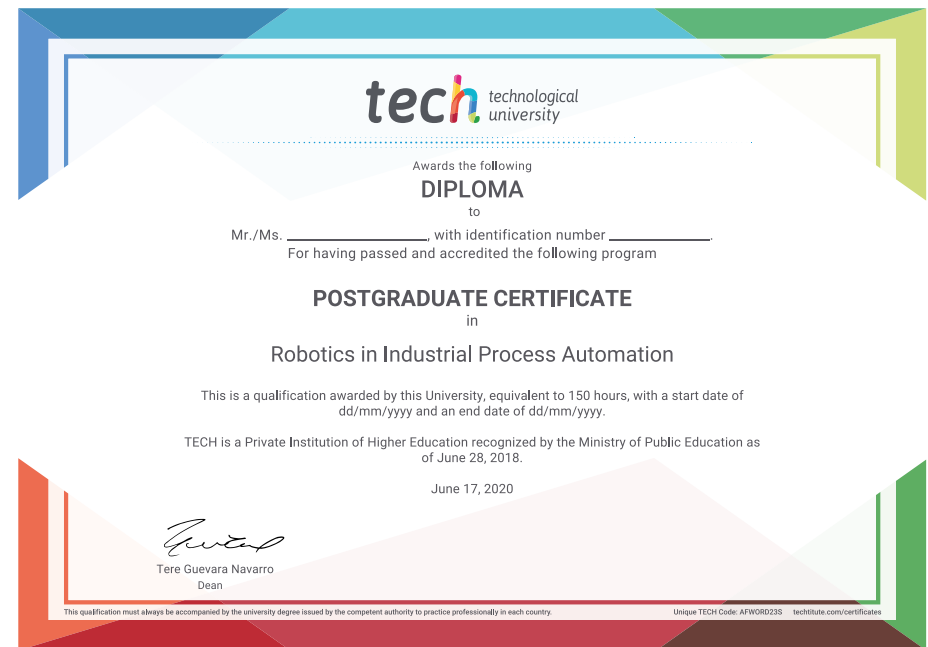 tech technological
university
Awards the following
DIPLOMA
to
Mr./Ms. ____________________, with identification number ______________.
For having passed and accredited the following program
POSTGRADUATE CERTIFICATE
in
Robotics in Industrial Process Automation
This is a qualification awarded by this University, equivalent to 150 hours, with a start date of
dd/mm/yyyy and an end date of dd/mm/yyyy.
TECH is a Private Institution of Higher Education recognized by the Ministry of Public Education as
of June 28, 2018.
June 17, 2020
Tere Guevara Navarro
Dean
This qualification must always be accompanied by the university degree issued by the competent authority to practice professionally in each country.
Unique TECH Code: AFWORD23S techtitute.com/certificates